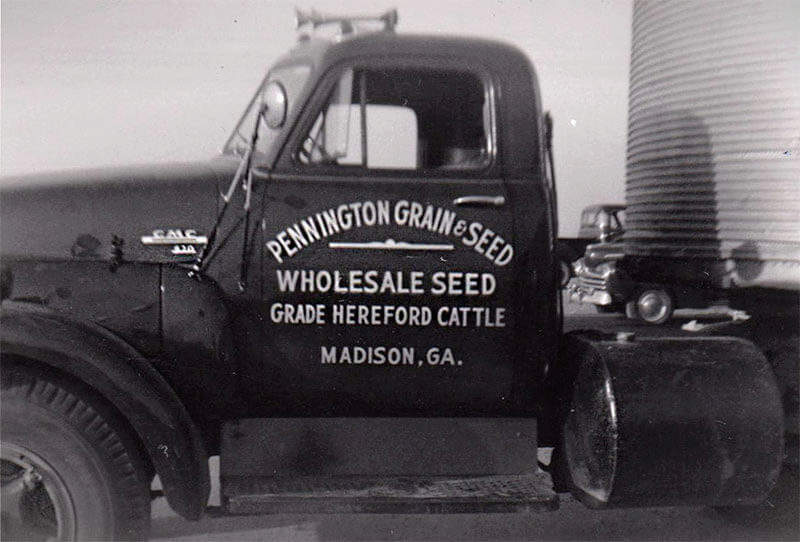 GMC
PENNINGTON GRAIN & SEED
WHOLESALE SEED
GRADE HEREFORD CATTLE
MADISON, GA.